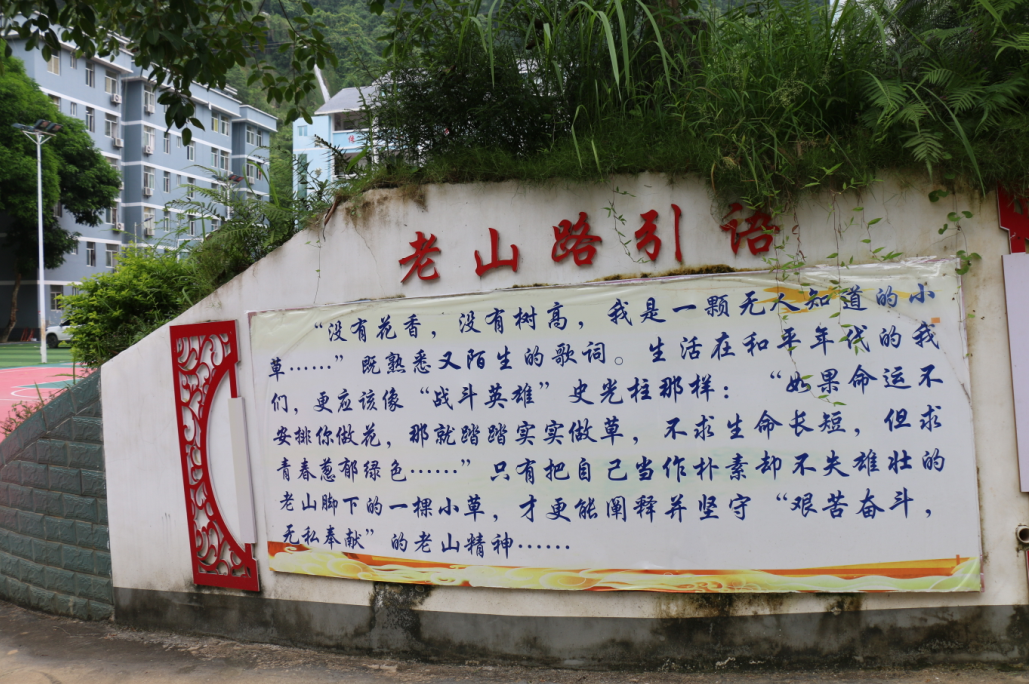 老山路引语
“没有花香，没有树高，我是一颗无人知道的小
草……”既熟悉又陌生的歌词。生活在和平年代的我
们，更应该像“战斗英雄”史光柱那样：“如果命运不
安排你做花，那就踏踏实实做草，不求生命长短，但求
青春葱郁绿色……”只有把自己当作朴素却不失雄壮的
老山脚下的一棵小草，才更能阐释并坚守“艰苦奋斗，
无私奉献”的老山精神……